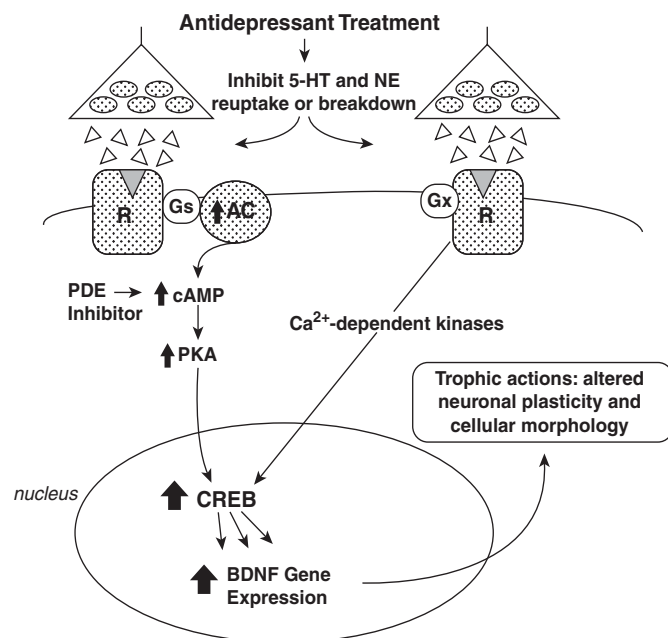 Antidepressant Treatment
Inhibit 5-HT and NE
reuptake or breakdown
R
Gs
AC
Gx
R
PDE
Inhibitor
cAMP
Ca²⁺-dependent kinases
PKA
Trophic actions: altered
neuronal plasticity and
cellular morphology
nucleus
CREB
BDNF Gene
Expression